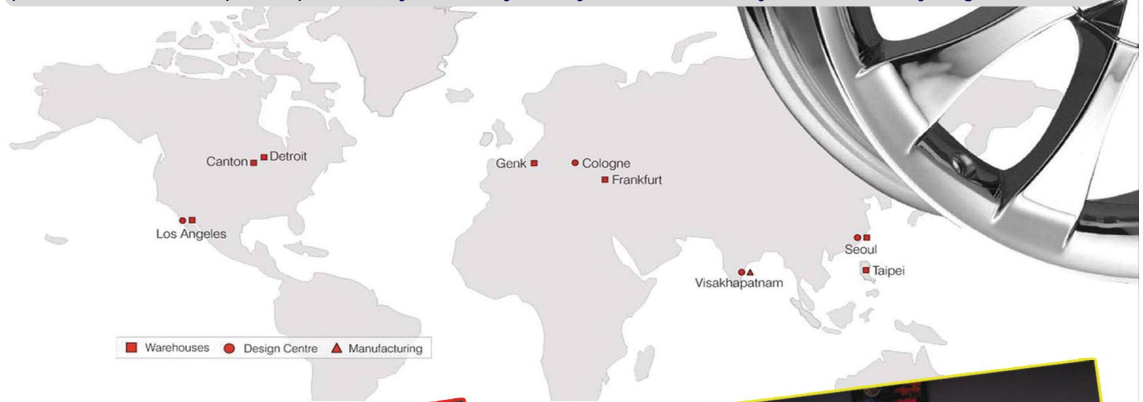 Canton
Detroit
Genk
Cologne
Frankfurt
Los Angeles
Seoul
Taipei
Visakhapatnam
Warehouses
Design Centre
Manufacturing